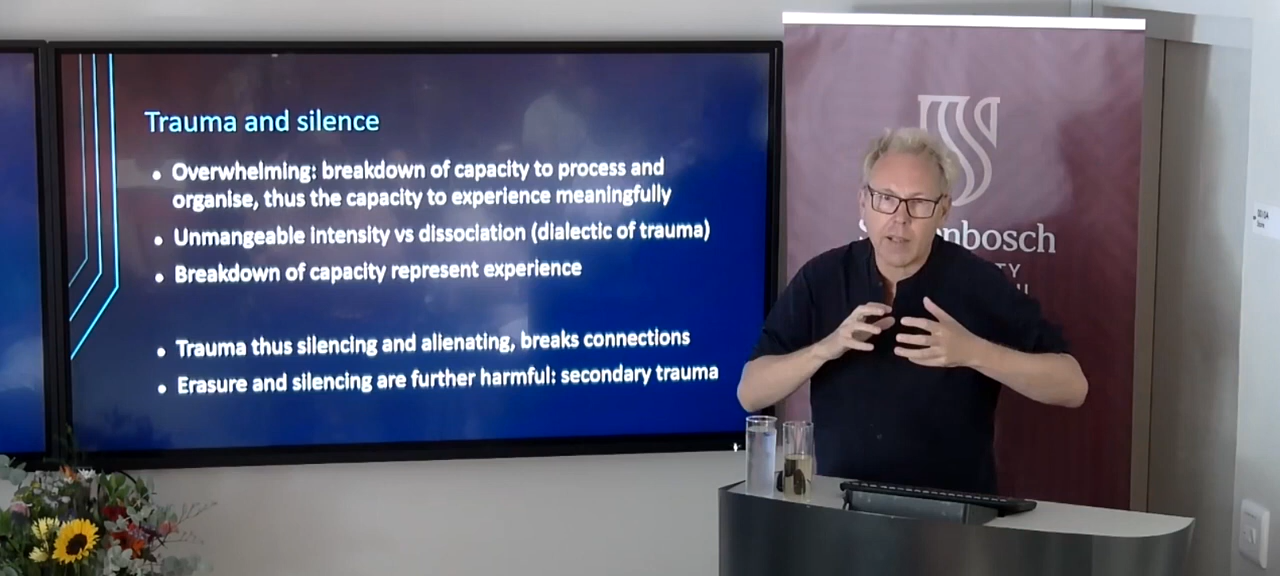 Trauma and silence
• Overwhelming: breakdown of capacity to process and
organise, thus the capacity to experience meaningfully
• Unmangeable intensity vs dissociation (dialectic of trauma)
• Breakdown of capacity represent experience
• Trauma thus silencing and alienating, breaks connections
• Erasure and silencing are further harmful: secondary trauma